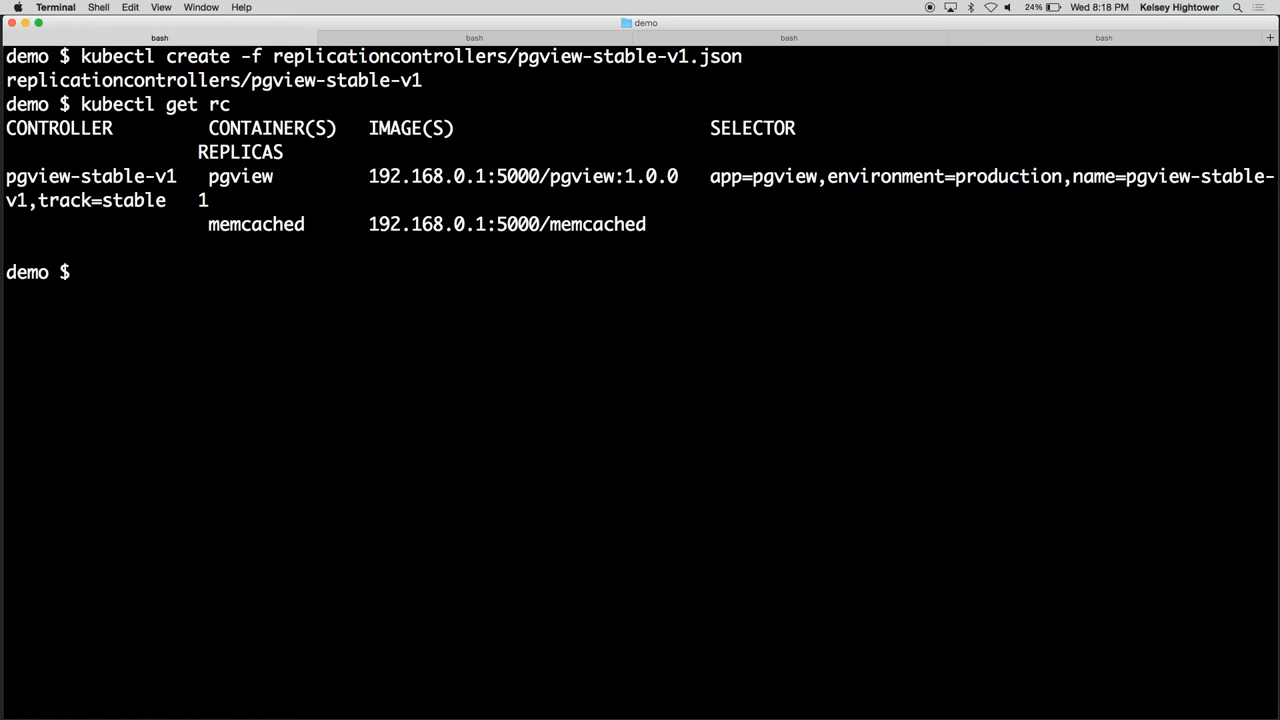 Terminal Shell Edit View Window Help 24% Wed 8:18 PM Kelsey Hightower
demo
bash bash bash bash
demo $ kubectl create -f replicationcontrollers/pgview-stable-v1.json
replicationcontrollers/pgview-stable-v1
demo $ kubectl get rc
CONTROLLER CONTAINER(S) IMAGE(S) SELECTOR
REPLICAS
pgview-stable-v1 pgview 192.168.0.1:5000/pgview:1.0.0 app=pgview,environment=production,name=pgview-stable-
v1,track=stable 1
memcached 192.168.0.1:5000/memcached
demo $